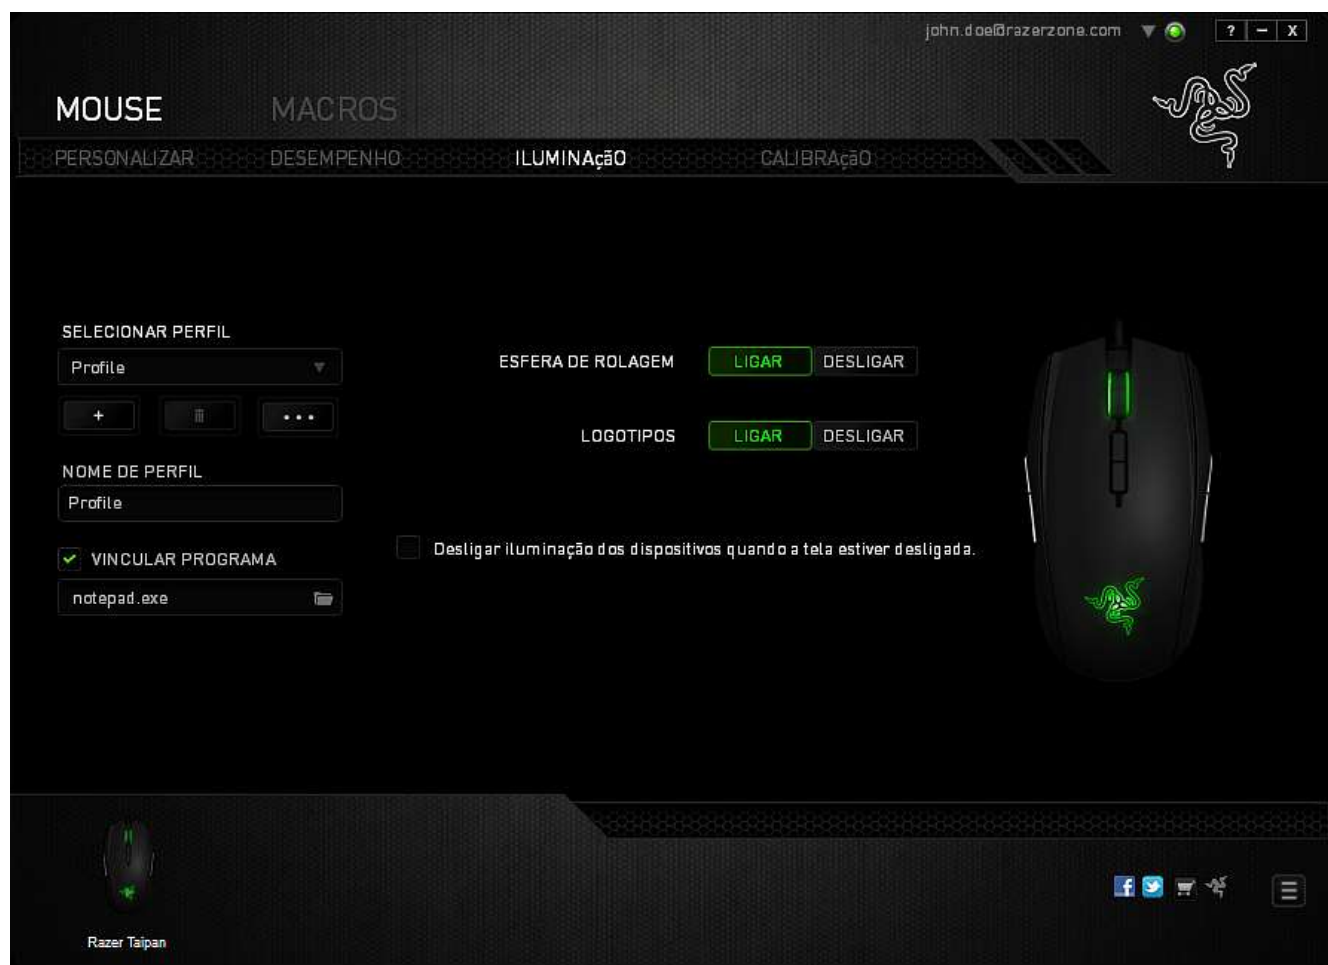 john.doe@razerzone.com
? – X
MOUSE MACROS
PERSONALIZAR DESEMPENHO ILUMINAçãO CALIBRAçãO
SELECIONAR PERFIL
Profile
+ •••
NOME DE PERFIL
Profile
VINCULAR PROGRAMA
notepad.exe
ESFERA DE ROLAGEM LIGAR DESLIGAR
LOGOTIPOS LIGAR DESLIGAR
Desligar iluminação dos dispositivos quando a tela estiver desligada.
f
Razer Taipan